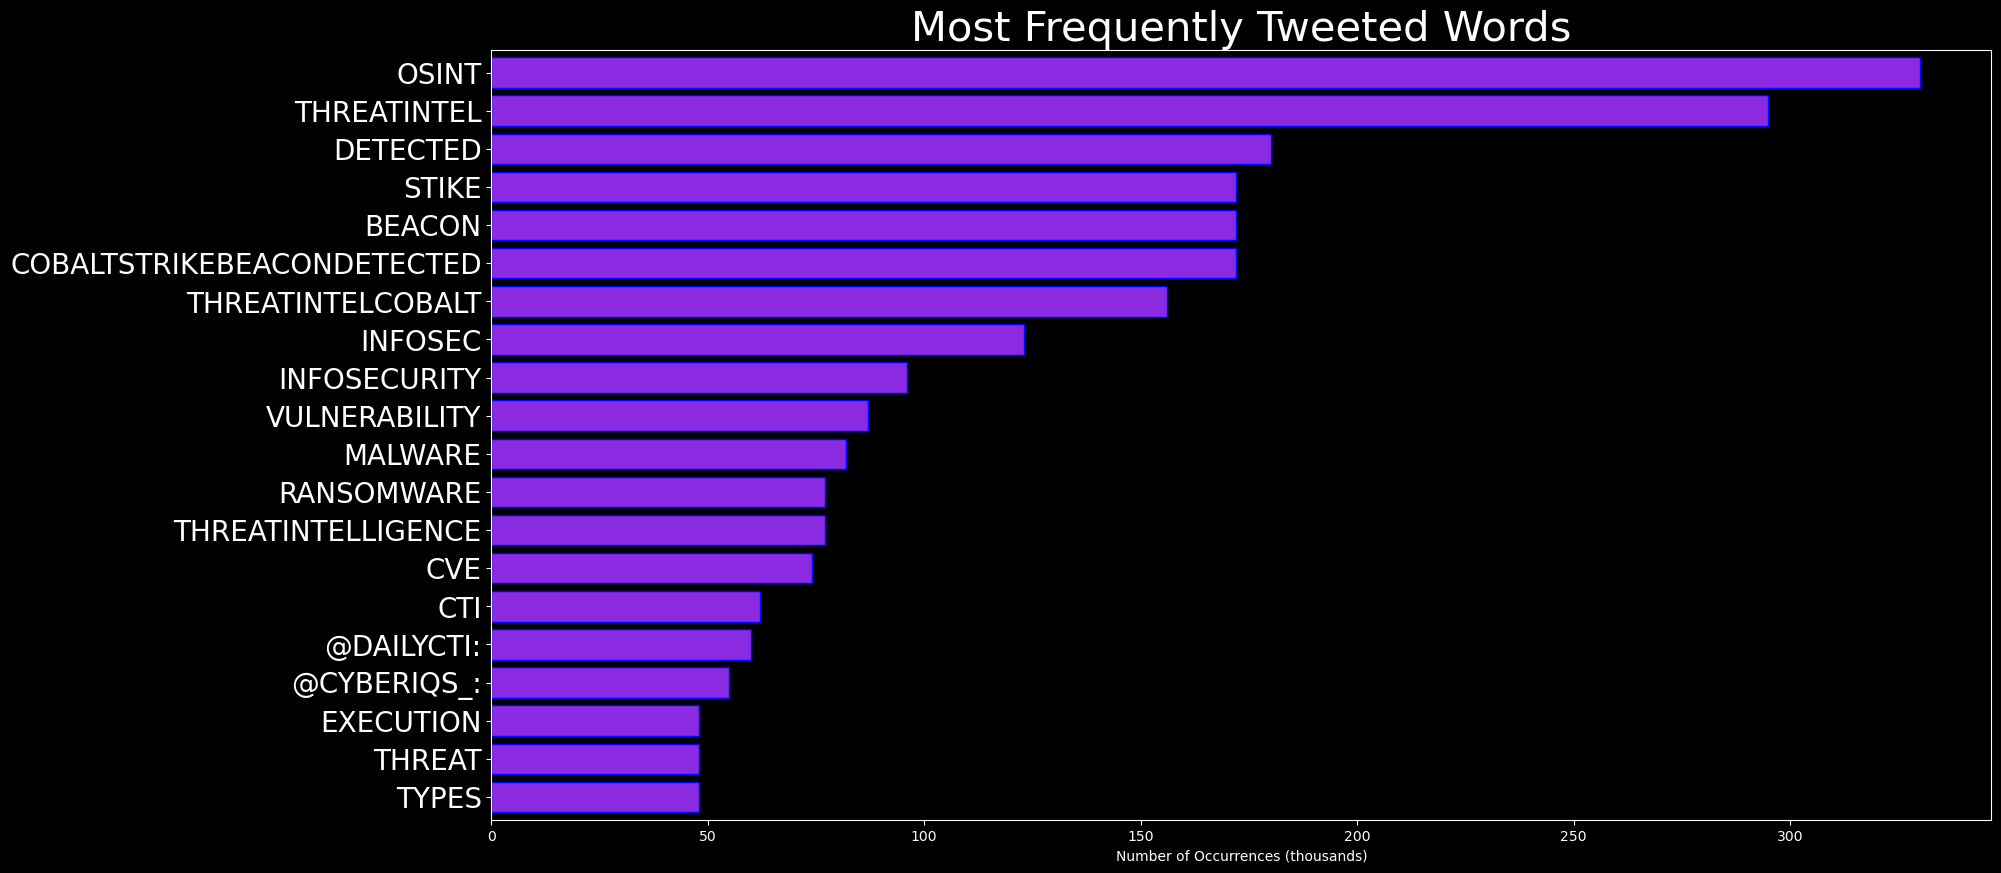 Most Frequently Tweeted Words
OSINT
THREATINTEL
DETECTED
STIKE
BEACON
COBALTSTRIKEBEACONDETECTED
THREATINTELCOBALT
INFOSEC
INFOSECURITY
VULNERABILITY
MALWARE
RANSOMWARE
THREATINTELLIGENCE
CVE
CTI
@DAILYCTI:
@CYBERIQS_:
EXECUTION
THREAT
TYPES
0 50 100 150 200 250 300
Number of Occurrences (thousands)